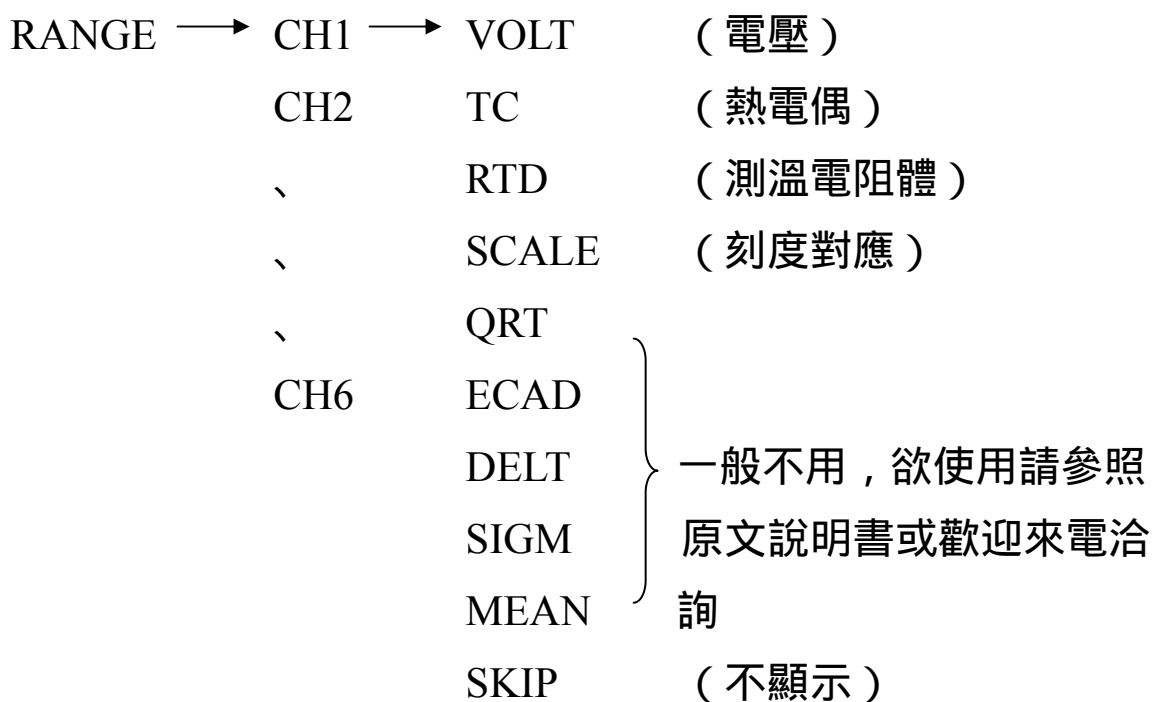 RANGE CH1 VOLT （電壓）
CH2 TC （熱電偶）
、 RTD （測溫電阻體）
、 SCALE （刻度對應）
、 QRT
CH6 ECAD
DELT 一般不用，欲使用請參照
SIGM 原文說明書或歡迎來電洽
MEAN 詢
SKIP （不顯示）